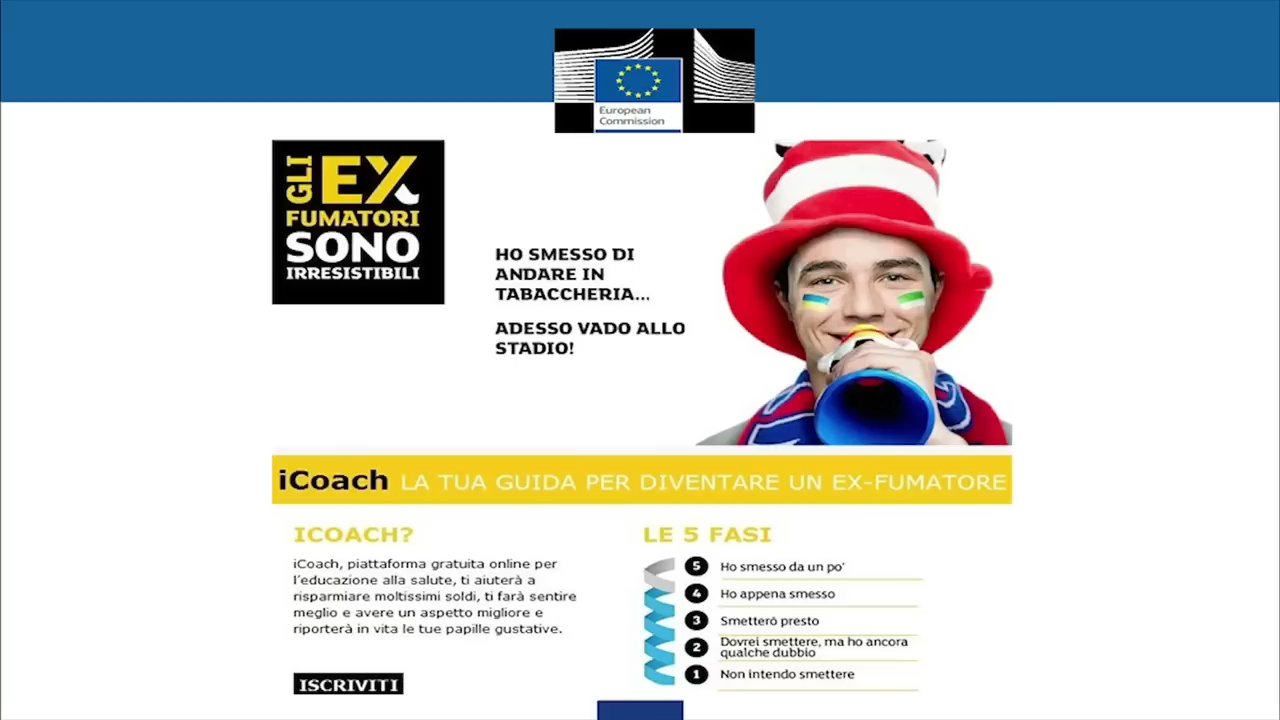 European
Commission
GLI EX
FUMATORI
SONO
IRRESISTIBILI
HO SMESSO DI
ANDARE IN
TABACCHERIA...
ADESSO VADO ALLO
STADIO!
iCoach LA TUA GUIDA PER DIVENTARE UN EX-FUMATORE
ICOACH?
iCoach, piattaforma gratuita online per
l'educazione alla salute, ti aiuterà a
risparmiare moltissimi soldi, ti farà sentire
meglio e avere un aspetto migliore e
riporterà in vita le tue papille gustative.
ISCRIVITI
LE 5 FASI
5 Ho smesso da un po'
4 Ho appena smesso
3 Smetteró presto
2 Dovrei smettere, ma ho ancora
qualche dubbio
1 Non intendo smettere